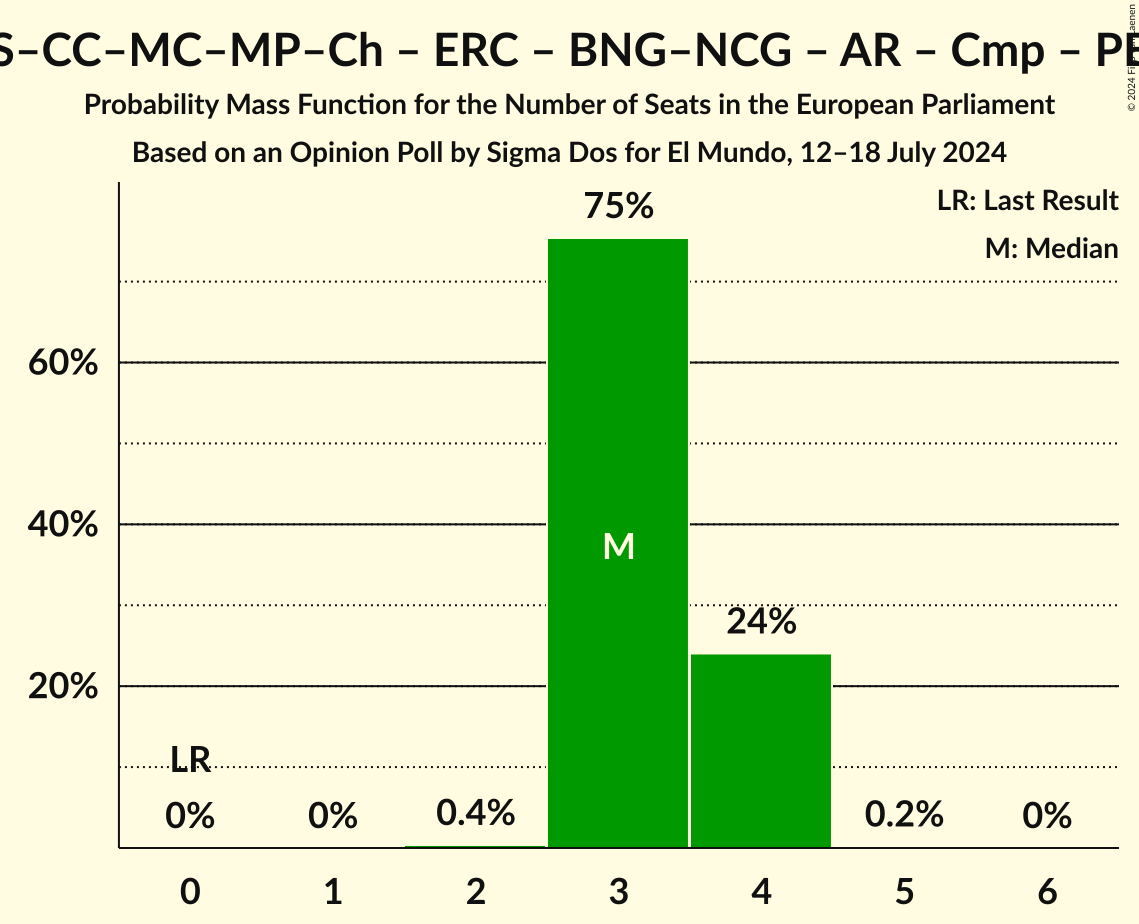 S–CC–MC–MP–Ch – ERC – BNG–NCG – AR – Cmp –
Probability Mass Function for the Number of Seats in the European Parliament
Based on an Opinion Poll by Sigma Dos for El Mundo, 12–18 July 2024
© 2024
LR: Last Result
M: Median
75%
60%
40%
M
24%
20%
LR
0% 0% 0.4% 0.2% 0%
0 1 2 3 4 5 6